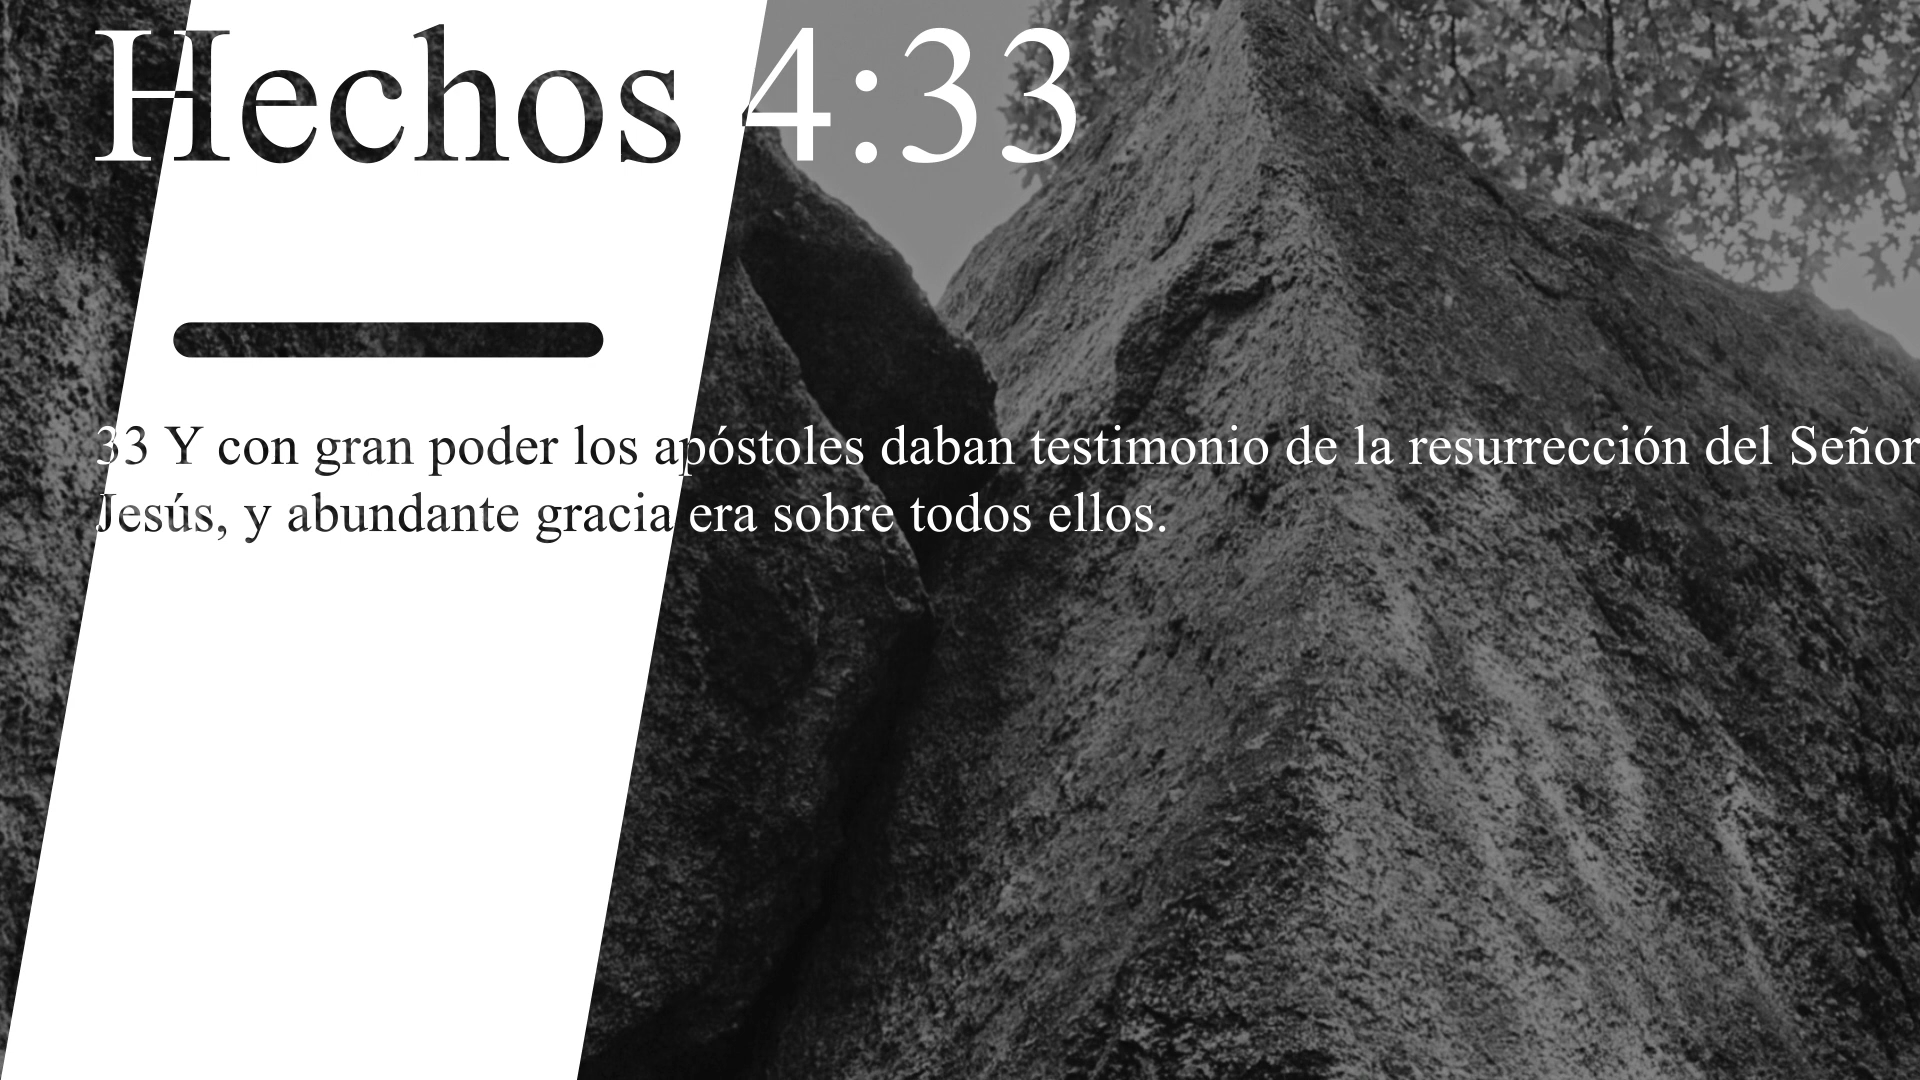 Hechos 4:33
33 Y con gran poder los apóstoles daban testimonio de la resurrección del Señor
Jesús, y abundante gracia era sobre todos ellos.